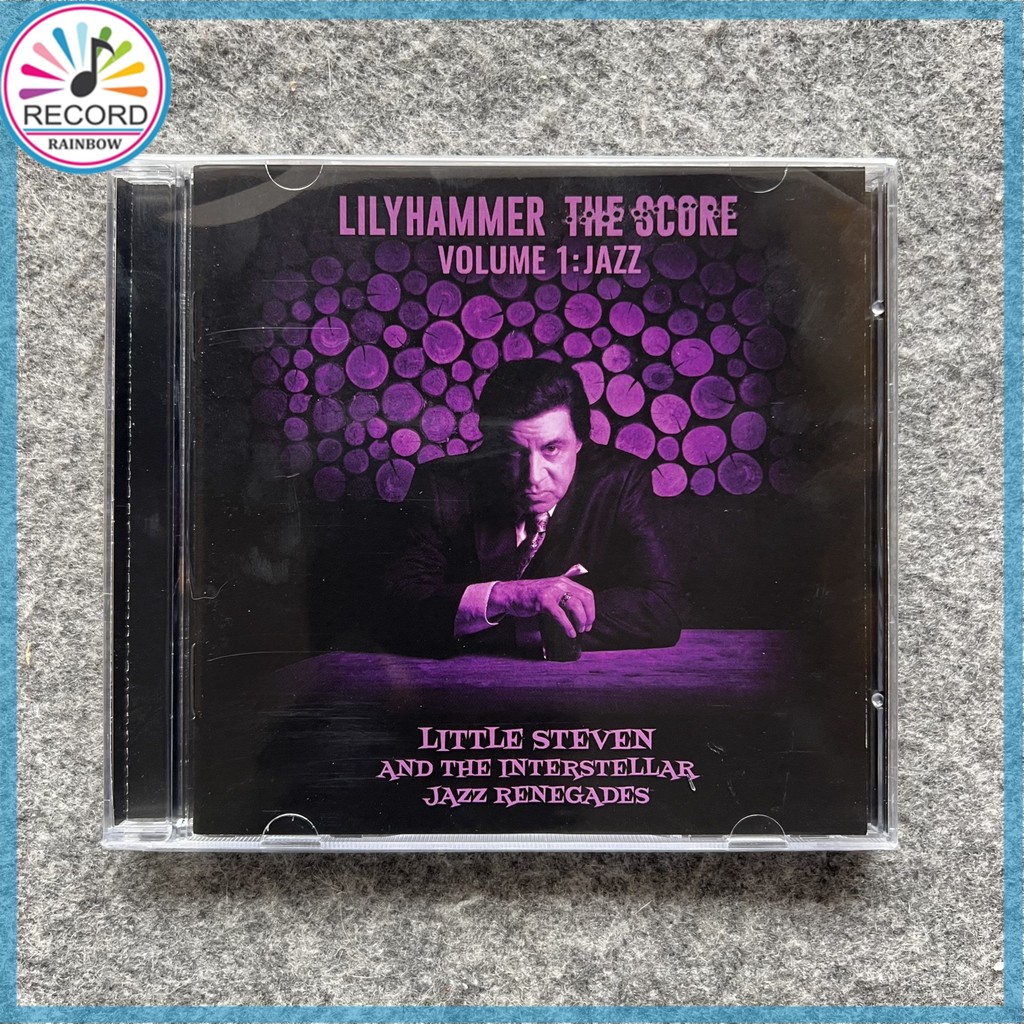 RECORD
RAINBOW
LILYHAMMER THE SCORE
VOLUME 1:JAZZ
LITTLE STEVEN
AND THE INTERSTELLAR
JAZZ RENEGADES